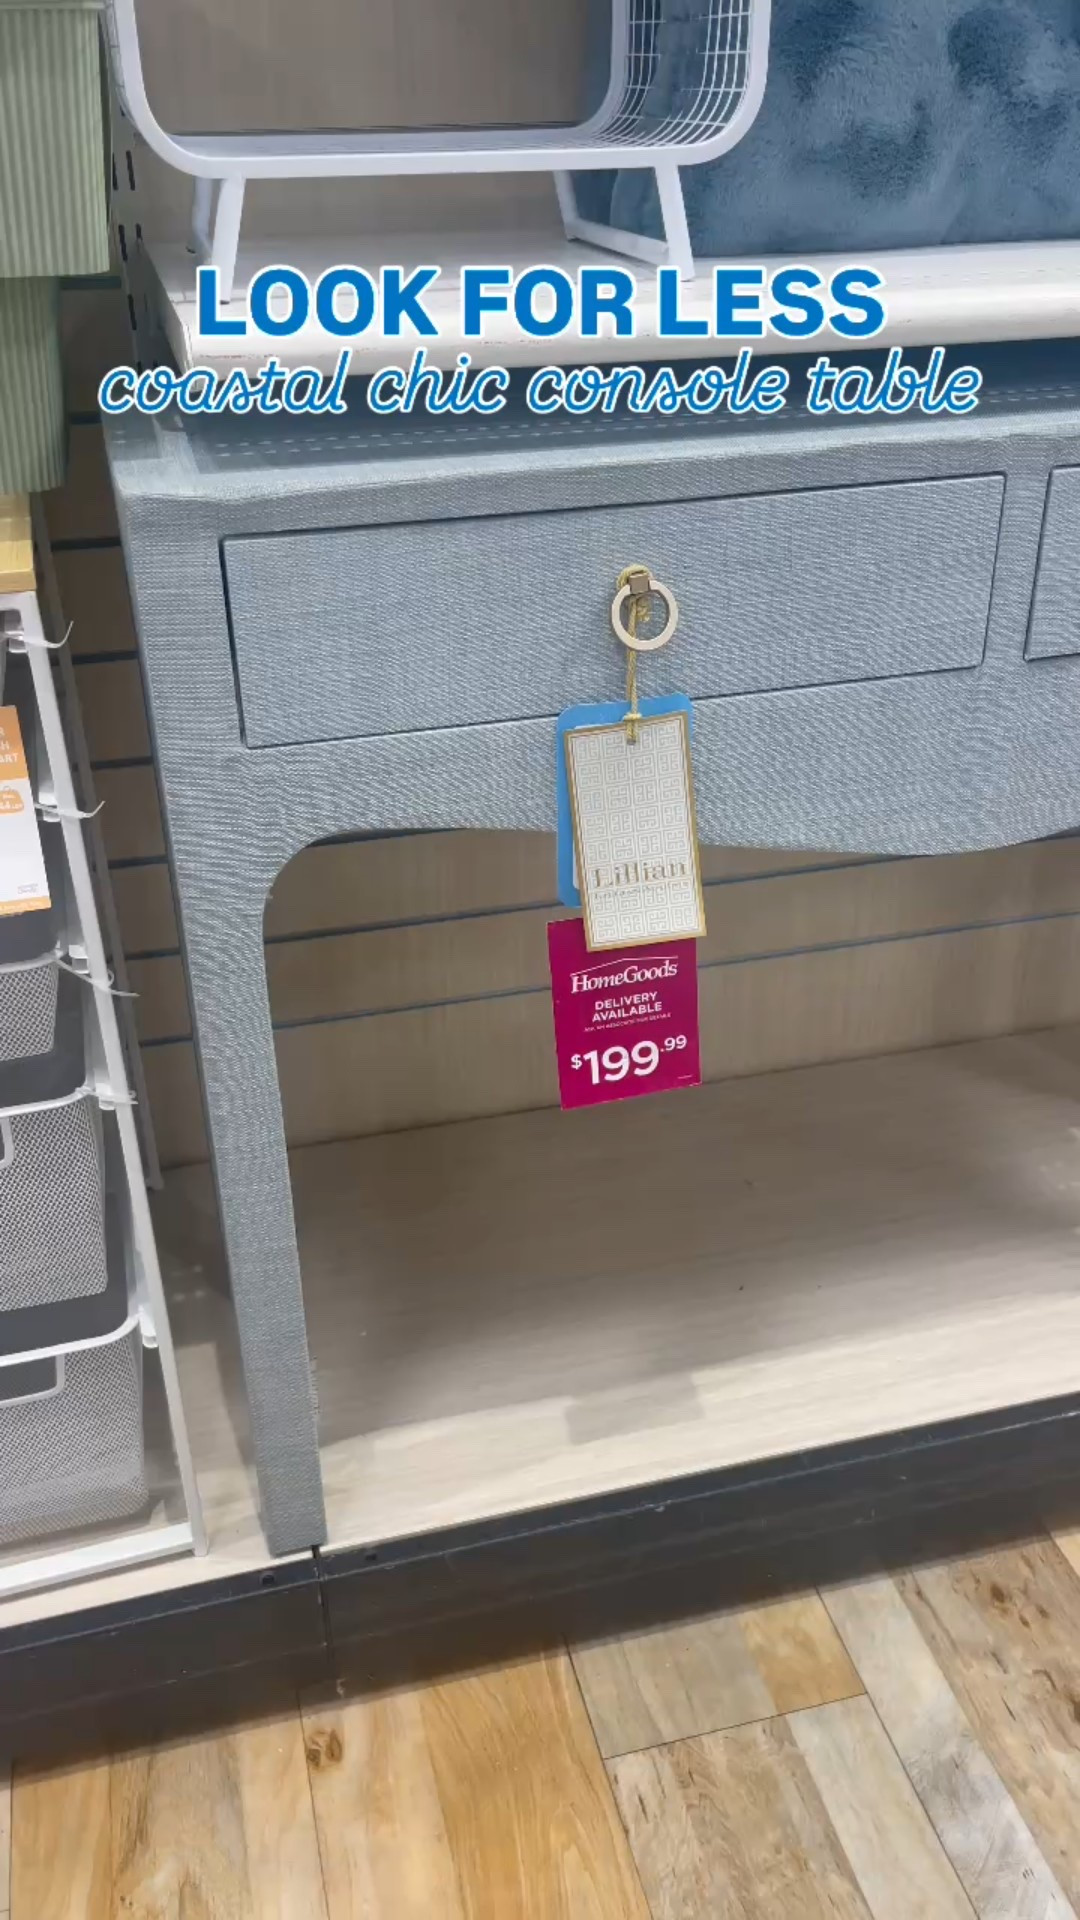 LOOK FOR LESS
coastal chic console table
Lillian
HomeGoods
DELIVERY
AVAILABLE
$199.99